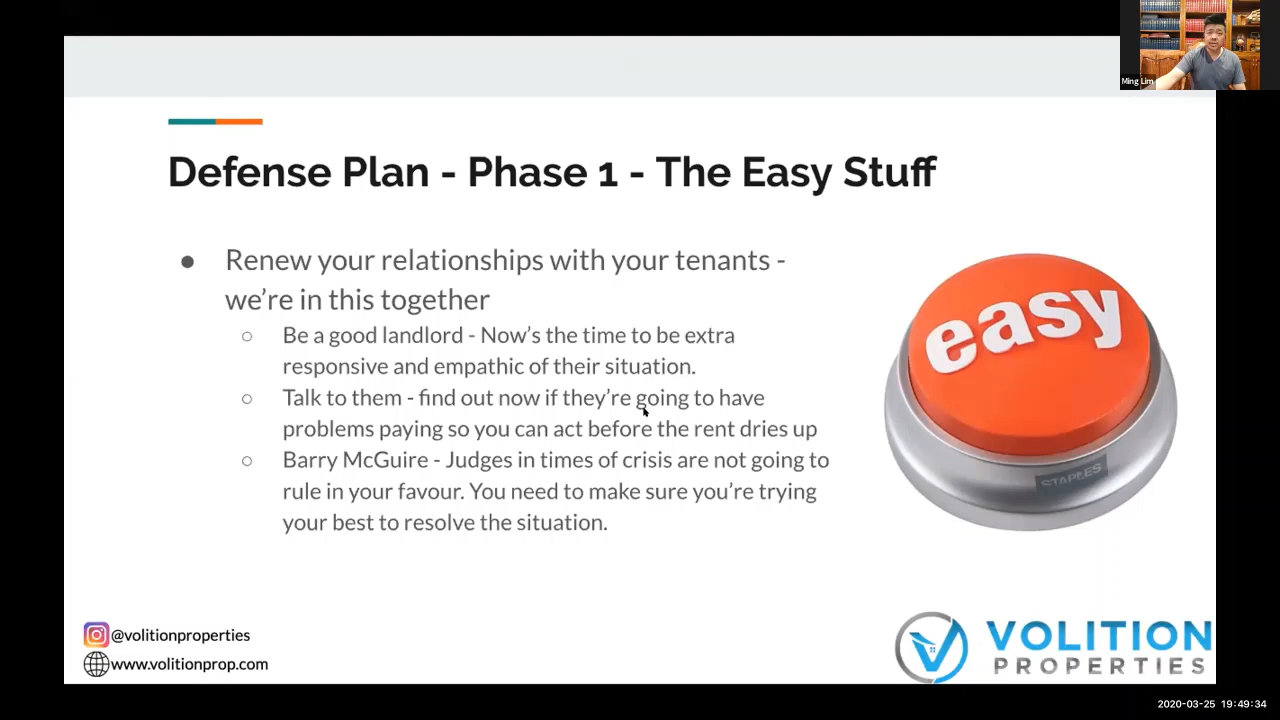 Ming Lim
Defense Plan - Phase 1 - The Easy Stuff
● Renew your relationships with your tenants -
we’re in this together
○ Be a good landlord - Now’s the time to be extra
responsive and empathic of their situation.
○ Talk to them - find out now if they’re going to have
problems paying so you can act before the rent dries up
○ Barry McGuire - Judges in times of crisis are not going to
rule in your favour. You need to make sure you’re trying
your best to resolve the situation.
easy
STAPLES
@volitionproperties
www.volitionprop.com
VOLITION
PROPERTIES
2020-03-25 19:49:34